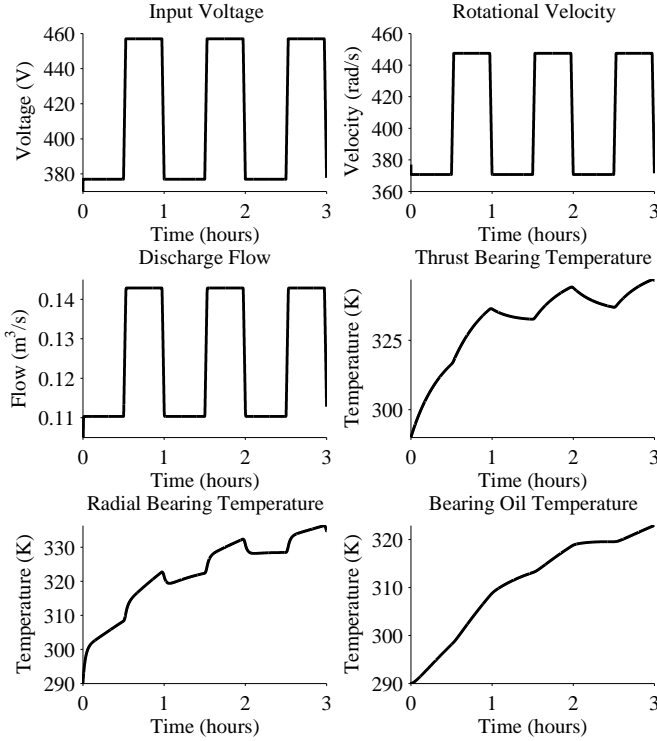 Input Voltage
Voltage (V)
460
440
420
400
380
0 1 2 3
Time (hours)
Rotational Velocity
Velocity (rad/s)
460
440
420
400
380
360
0 1 2 3
Time (hours)
Discharge Flow
Flow (m³/s)
0.14
0.13
0.12
0.11
0 1 2 3
Time (hours)
Thrust Bearing Temperature
Temperature (K)
325
300
0 1 2 3
Time (hours)
Radial Bearing Temperature
Temperature (K)
330
320
310
300
290
0 1 2 3
Time (hours)
Bearing Oil Temperature
Temperature (K)
320
310
300
290
0 1 2 3
Time (hours)